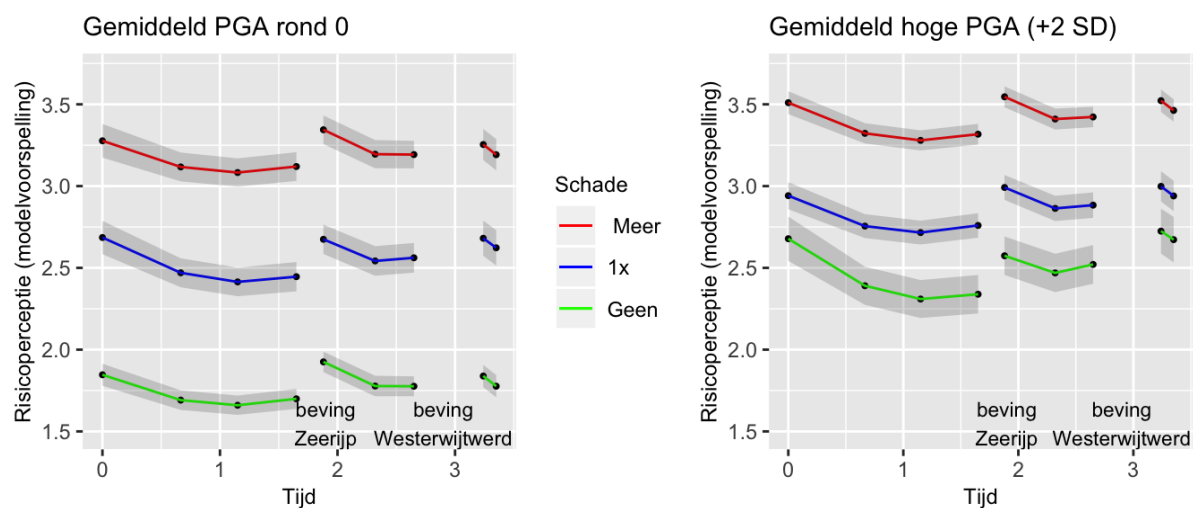 Gemiddeld PGA rond 0
Risicoperceptie (modelvoorspelling)
3.5
3.0
2.5
2.0
1.5
beving
Zeerijp
beving
Westerwijtwerd
0
1
2
3
Tijd
Schade
Meer
1x
Geen
Gemiddeld hoge PGA (+2 SD)
Risicoperceptie (modelvoorspelling)
3.5
3.0
2.5
2.0
1.5
beving
Zeerijp
beving
Westerwijtwerd
0
1
2
3
Tijd